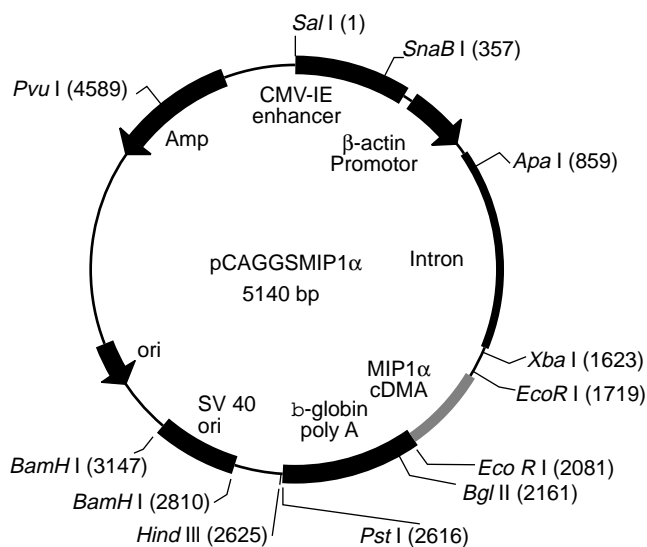 Sal I (1)
SnaB I (357)
Pvu I (4589)
CMV-IE
enhancer
Amp
β-actin
Promotor
Apa I (859)
pCAGGSMIP1α
5140 bp
Intron
ori
Xba I (1623)
MIP1α
cDMA
EcoR I (1719)
SV 40
ori
b-globin
poly A
BamH I (3147)
Eco R I (2081)
BamH I (2810)
Bgl II (2161)
Hind III (2625)
Pst I (2616)